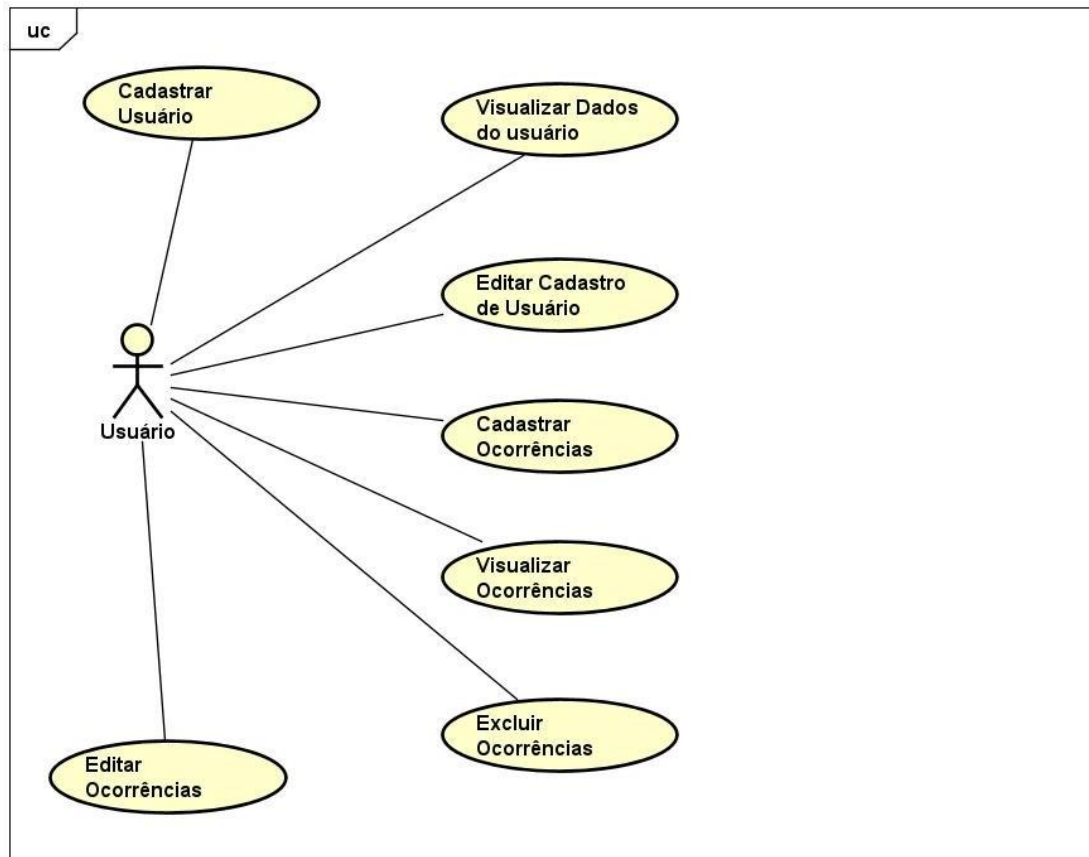 uc
Cadastrar
Usuário
Visualizar Dados
do usuário
Editar Cadastro
de Usuário
Usuário
Cadastrar
Ocorrências
Visualizar
Ocorrências
Excluir
Ocorrências
Editar
Ocorrências